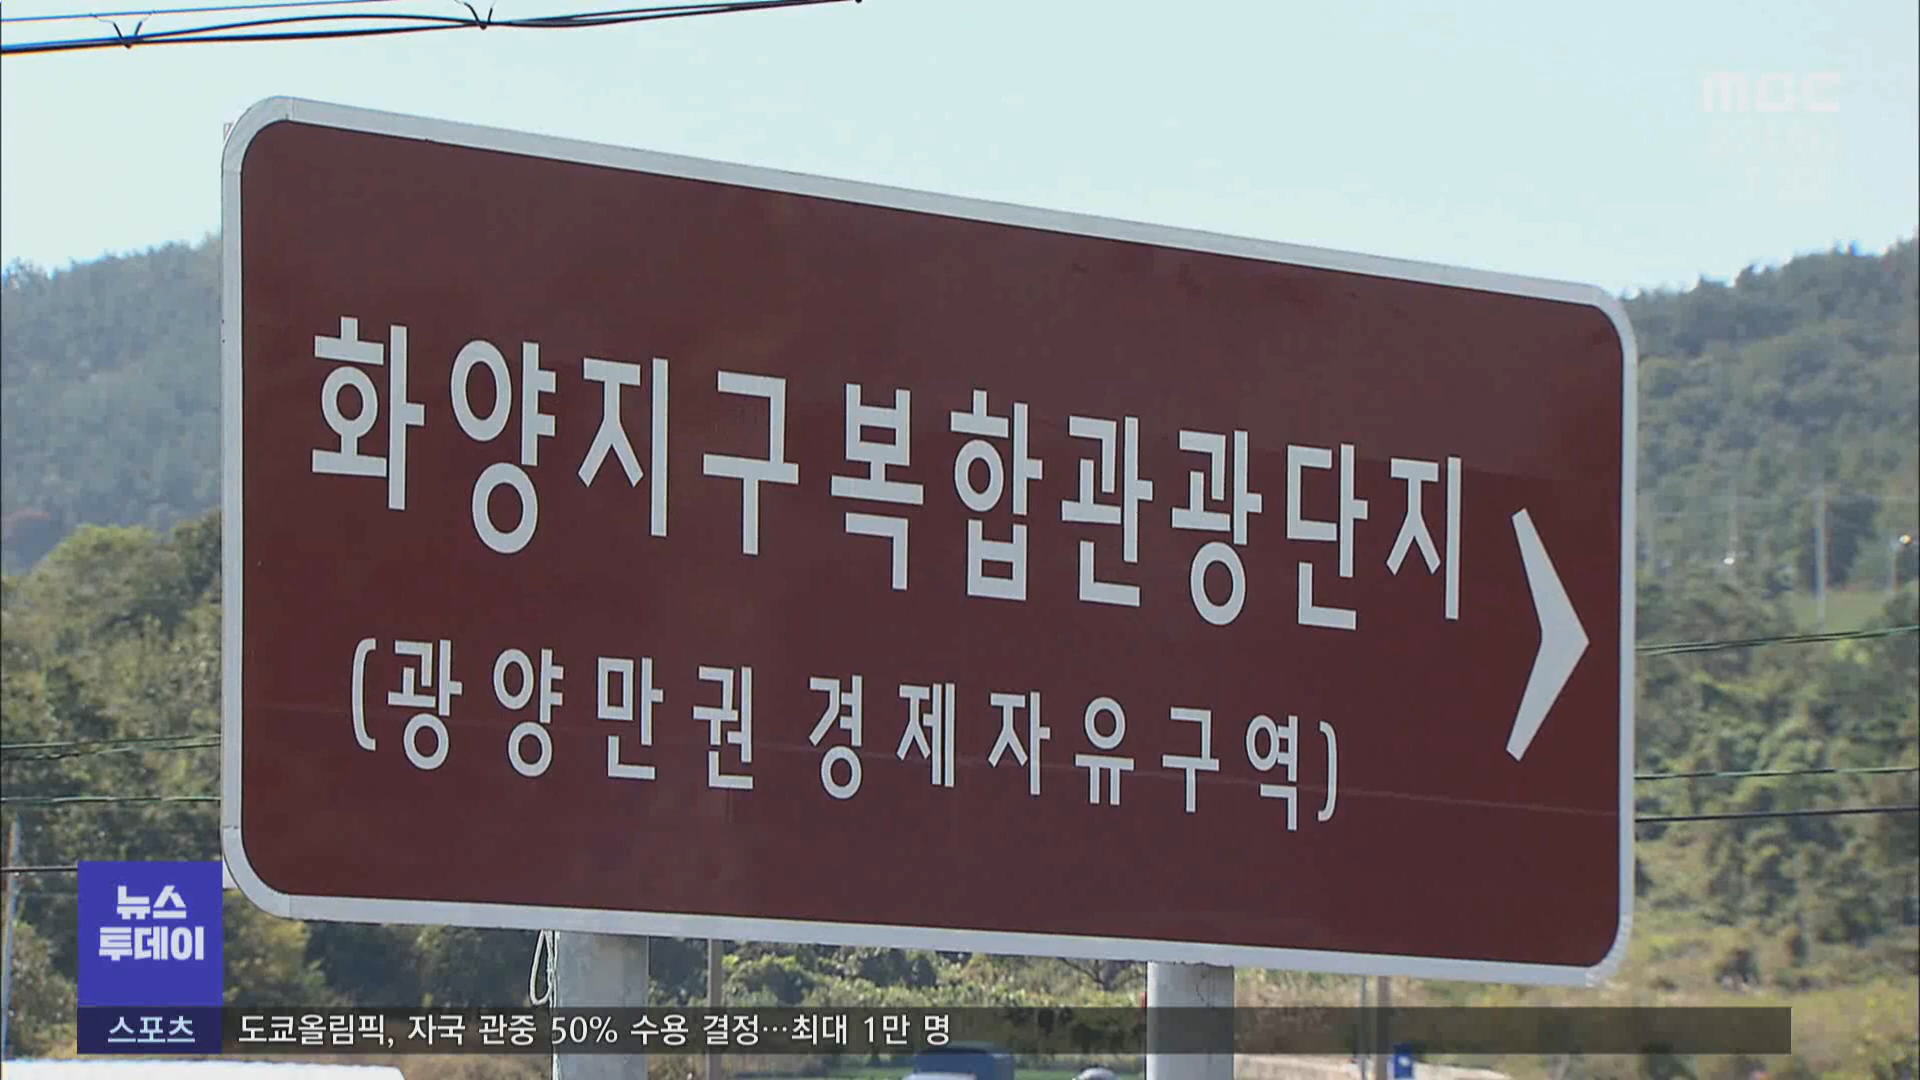 mbc
화양지구복합관광단지
(광양만권 경제자유구역)
뉴스
투데이
스포츠 도쿄올림픽, 자국 관중 50% 수용 결정…최대 1만 명